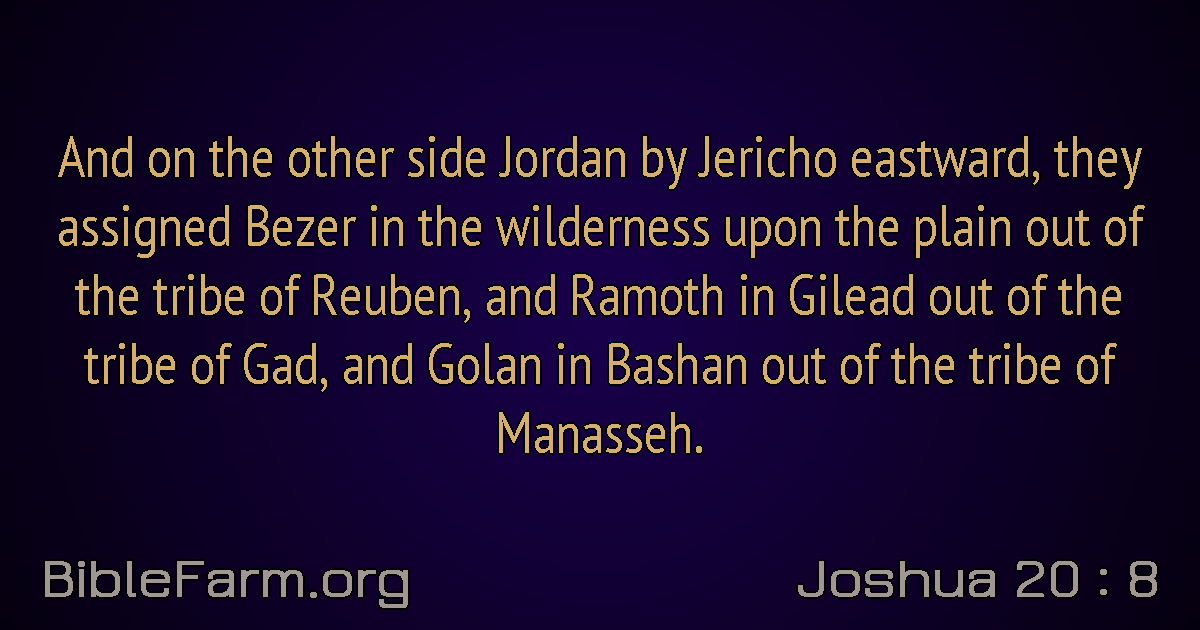 And on the other side Jordan by Jericho eastward, they
assigned Bezer in the wilderness upon the plain out of
the tribe of Reuben, and Ramoth in Gilead out of the
tribe of Gad, and Golan in Bashan out of the tribe of
Manasseh.
BibleFarm.org
Joshua 20 : 8